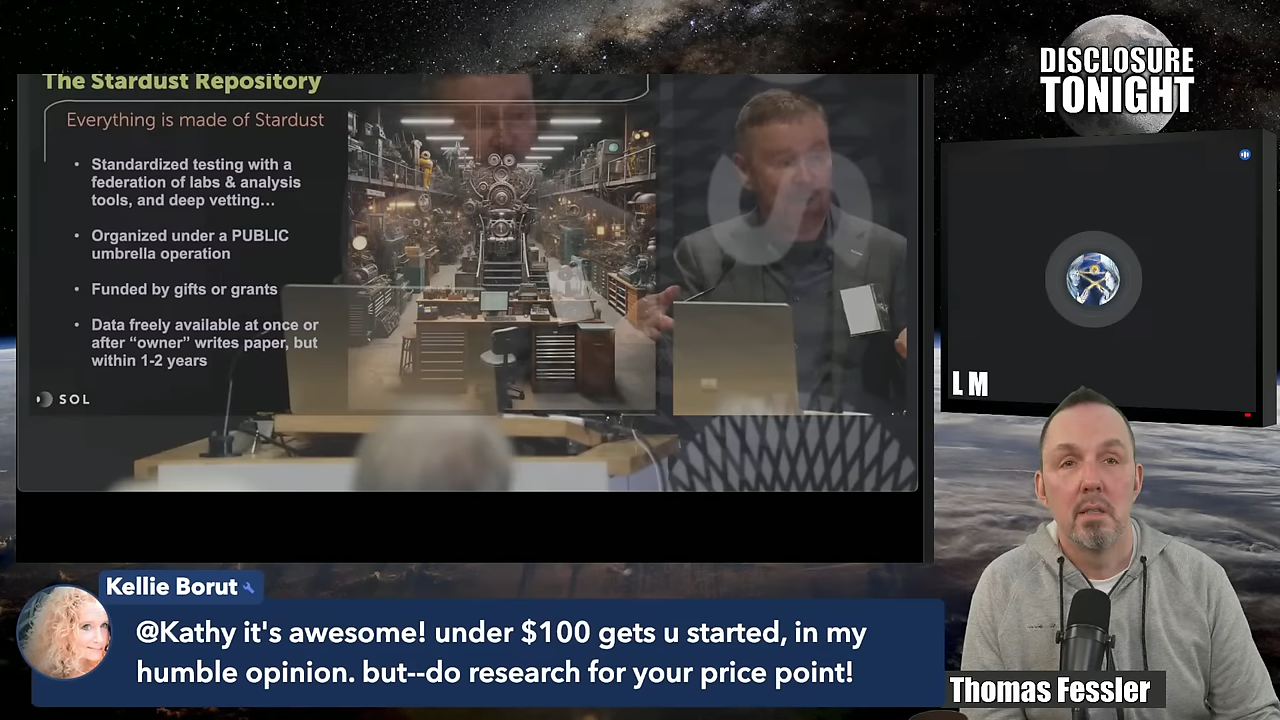 The Stardust Repository
Everything is made of Stardust
• Standardized testing with a
federation of labs & analysis
tools, and deep vetting…
• Organized under a PUBLIC
umbrella operation
• Funded by gifts or grants
• Data freely available at once or
after “owner” writes paper, but
within 1-2 years
SOL
DISCLOSURE
TONIGHT
L M
Kellie Borut
@Kathy it's awesome! under $100 gets u started, in my
humble opinion. but--do research for your price point!
Thomas Fessler